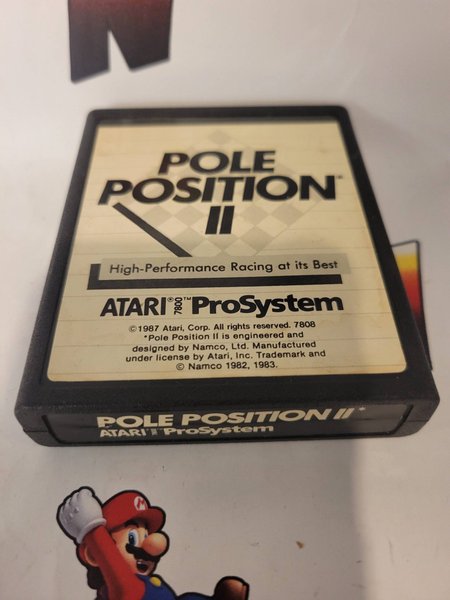 POLE
POSITION™
II
High-Performance Racing at its Best
ATARI® 7800™ ProSystem
©1987 Atari, Corp. All rights reserved. 7808
*Pole Position II is engineered and
designed by Namco, Ltd. Manufactured
under license by Atari, Inc. Trademark and
© Namco 1982, 1983.
POLE POSITION II*
ATARI ProSystem
M